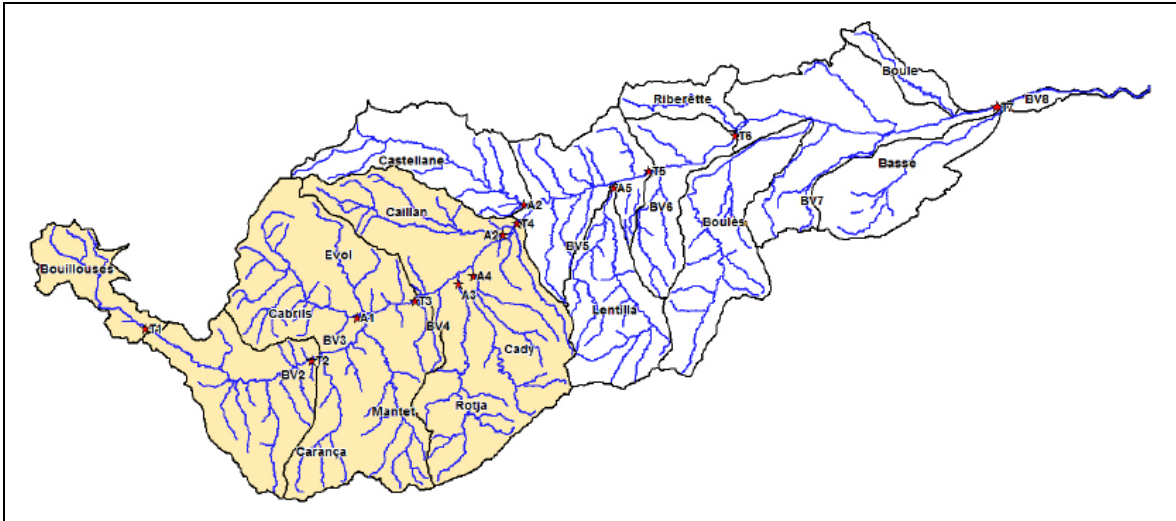 Boule
BV8
T7
Riberêtte
T6
Basse
Castellane
A5
T5
BV6
BV7
Boulès
A2
Caillan
T4
A2
BV5
Evol
A4
A3
Bouillouses
T3
Lentilla
T1
Cabrils
A1
BV4
BV3
T2
Cady
BV2
Mantet
Rotja
Carança